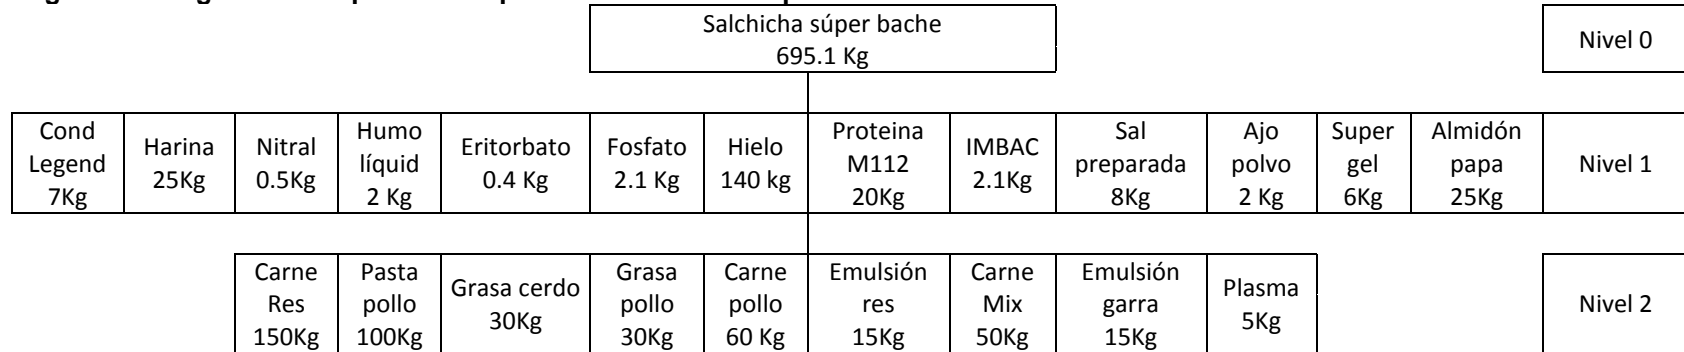 Salchicha súper bache
695.1 Kg
Nivel 0
Cond
Legend
7Kg
Harina
25Kg
Nitral
0.5Kg
Humo
líquid
2 Kg
Eritorbato
0.4 Kg
Fosfato
2.1 Kg
Hielo
140 kg
Proteina
M112
20Kg
IMBAC
2.1Kg
Sal
preparada
8Kg
Ajo
polvo
2 Kg
Super
gel
6Kg
Almidón
papa
25Kg
Nivel 1
Carne
Res
150Kg
Pasta
pollo
100Kg
Grasa cerdo
30Kg
Grasa
pollo
30Kg
Carne
pollo
60 Kg
Emulsión
res
15Kg
Carne
Mix
50Kg
Emulsión
garra
15Kg
Plasma
5Kg
Nivel 2